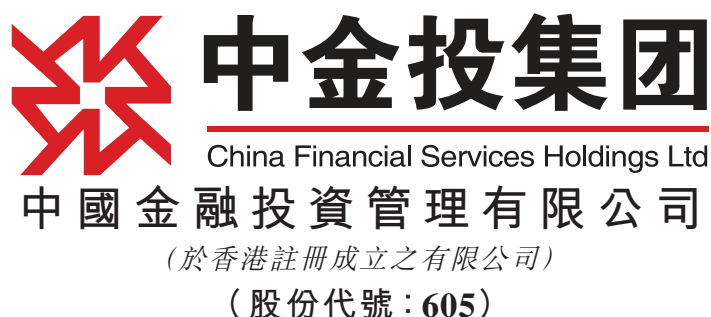 中金投集团
China Financial Services Holdings Ltd
中國金融投資管理有限公司
(於香港註冊成立之有限公司)
(股份代號：605)